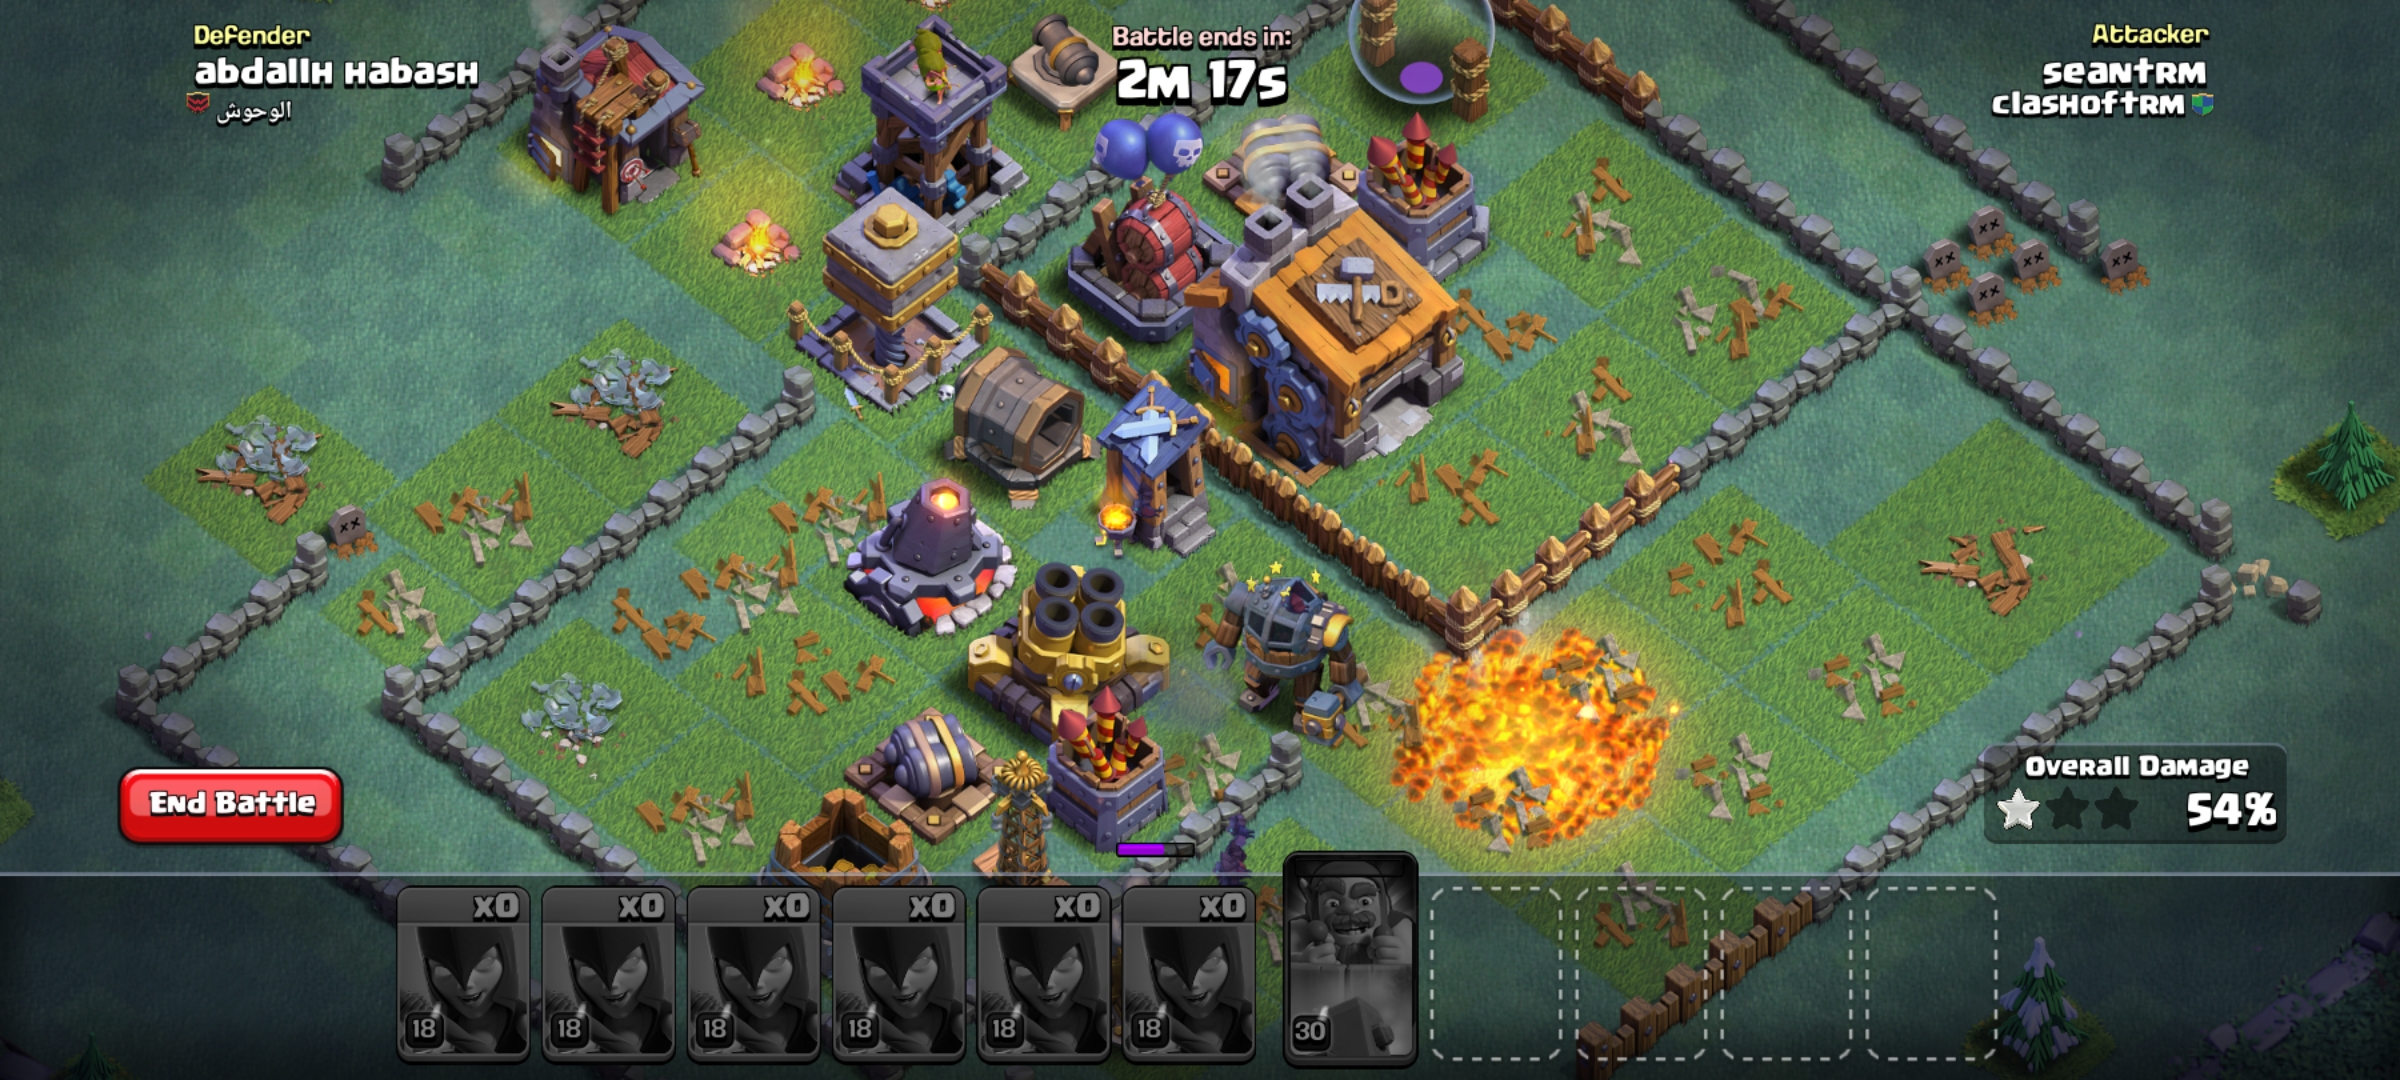 Defender
abdallh habash
الوحوش
Battle ends in:
2m 17s
Attacker
seantrm
clashoftrm
End Battle
Overall Damage
54%
x0
x0
x0
x0
x0
x0
18
18
18
18
18
18
30